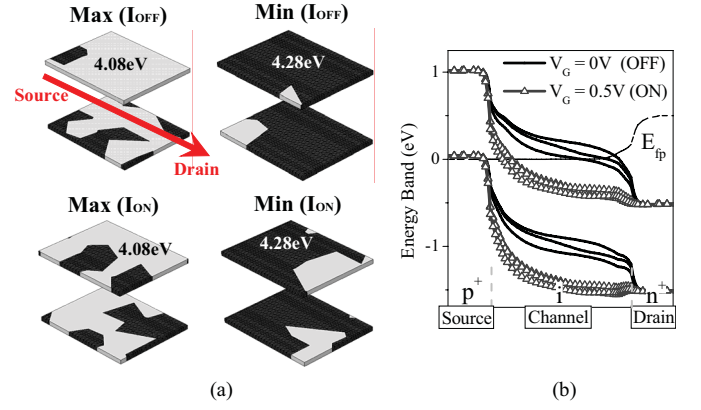 Max (IOFF)
Min (IOFF)
4.08eV
4.28eV
Source
Drain
Max (ION)
Min (ION)
4.08eV
4.28eV
(a)
VG = 0V (OFF)
VG = 0.5V (ON)
Energy Band (eV)
1
0
-1
Efp
p+
i
n+
Source
Channel
Drain
(b)